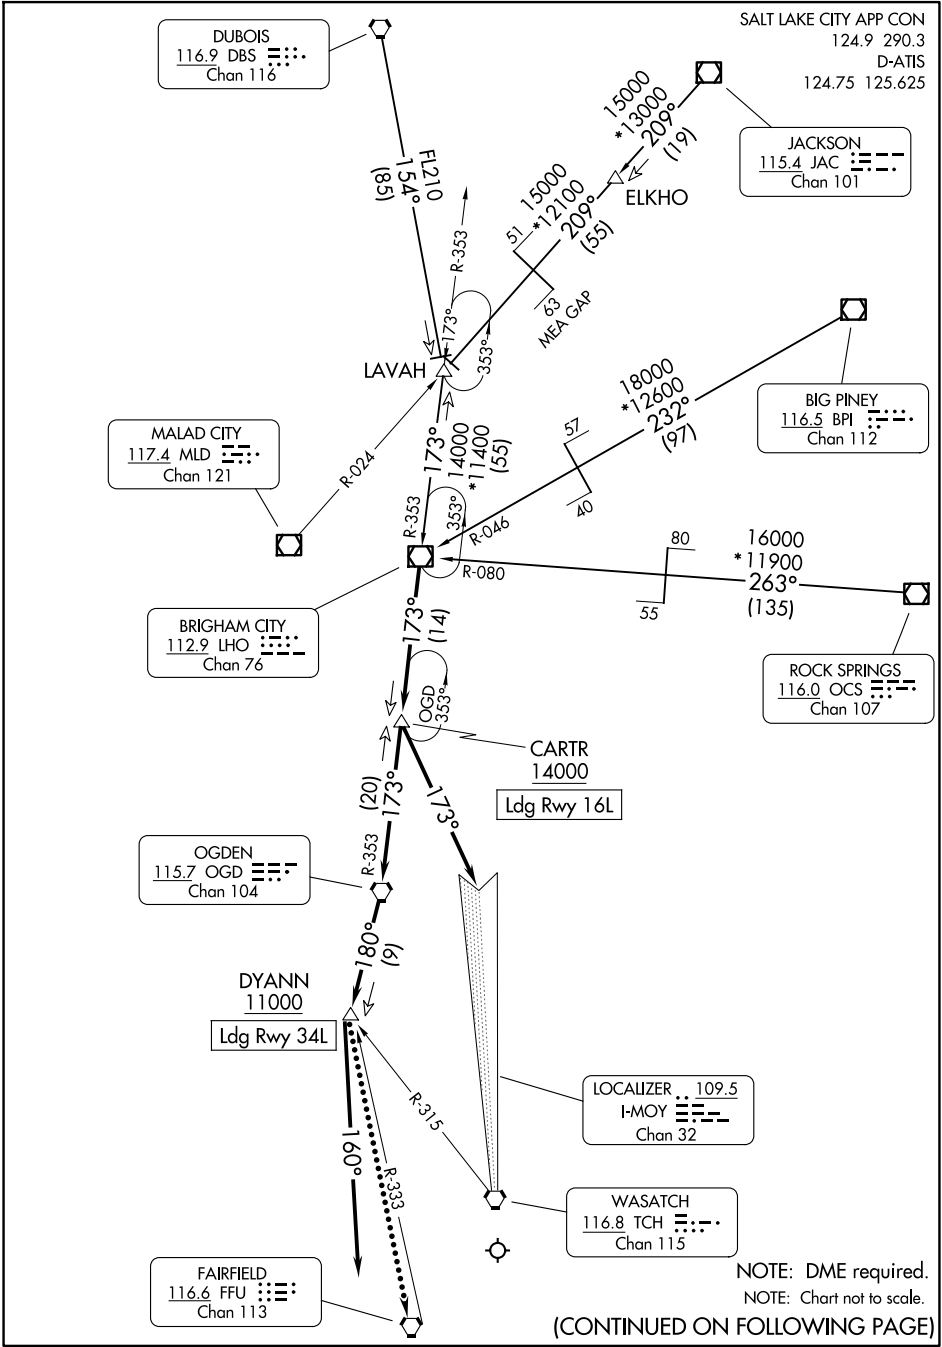 SALT LAKE CITY APP CON
124.9 290.3
D-ATIS
124.75 125.625
DUBOIS
116.9 DBS
Chan 116
JACKSON
115.4 JAC
Chan 101
15000
*13000
209°
(19)
ELKHO
FL210
154°
(85)
15000
*12100
209°
(55)
51
63
MEA GAP
R-353
173°
353°
LAVAH
BIG PINEY
116.5 BPI
Chan 112
18000
*12600
232°
(97)
57
40
R-046
MALAD CITY
117.4 MLD
Chan 121
R-024
173°
14000
*11400
(55)
R-353
353°
R-080
80
55
16000
*11900
263°
(135)
BRIGHAM CITY
112.9 LHO
Chan 76
173°
(14)
ROCK SPRINGS
116.0 OCS
Chan 107
OGD
353°
CARTR
14000
Ldg Rwy 16L
(20)
173°
R-353
173°
OGDEN
115.7 OGD
Chan 104
180°
(9)
DYANN
11000
Ldg Rwy 34L
R-315
LOCALIZER 109.5
I-MOY
Chan 32
160°
R-333
WASATCH
116.8 TCH
Chan 115
FAIRFIELD
116.6 FFU
Chan 113
NOTE: DME required.
NOTE: Chart not to scale.
(CONTINUED ON FOLLOWING PAGE)